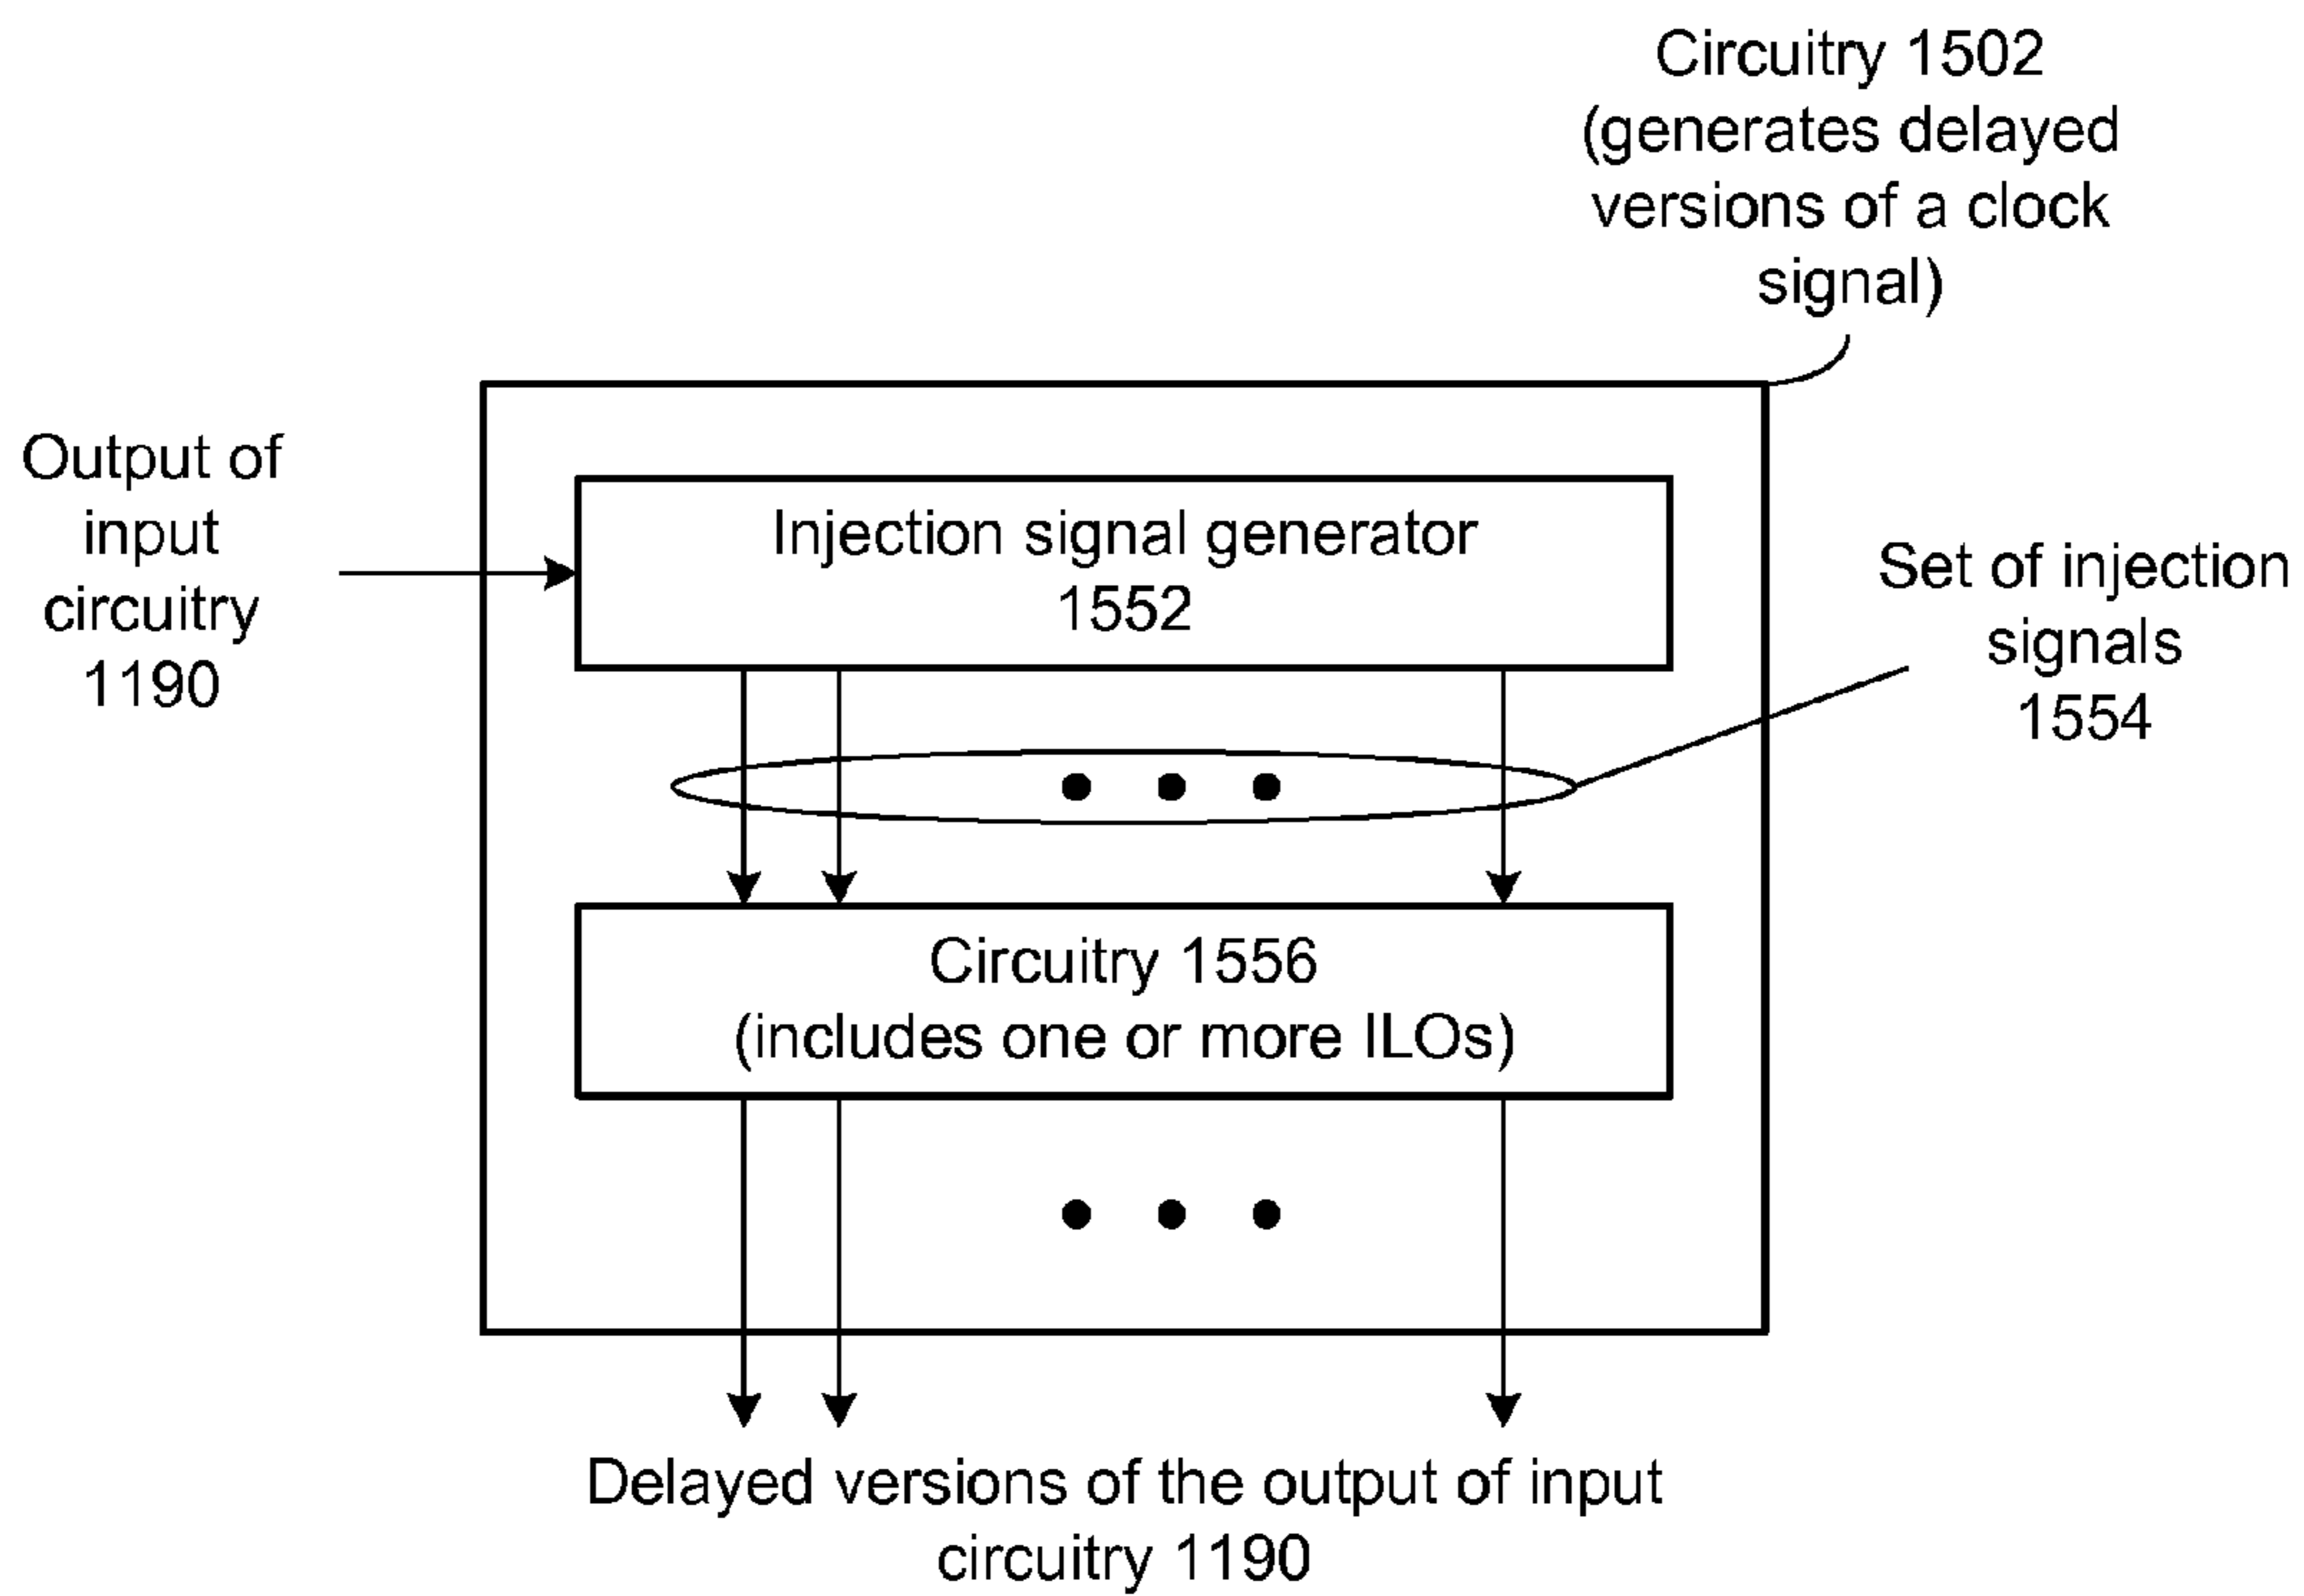 Circuitry 1502
(generates delayed
versions of a clock
signal)
Output of
input
circuitry
1190
Injection signal generator
1552
Set of injection
signals
1554
Circuitry 1556
(includes one or more ILOs)
Delayed versions of the output of input
circuitry 1190